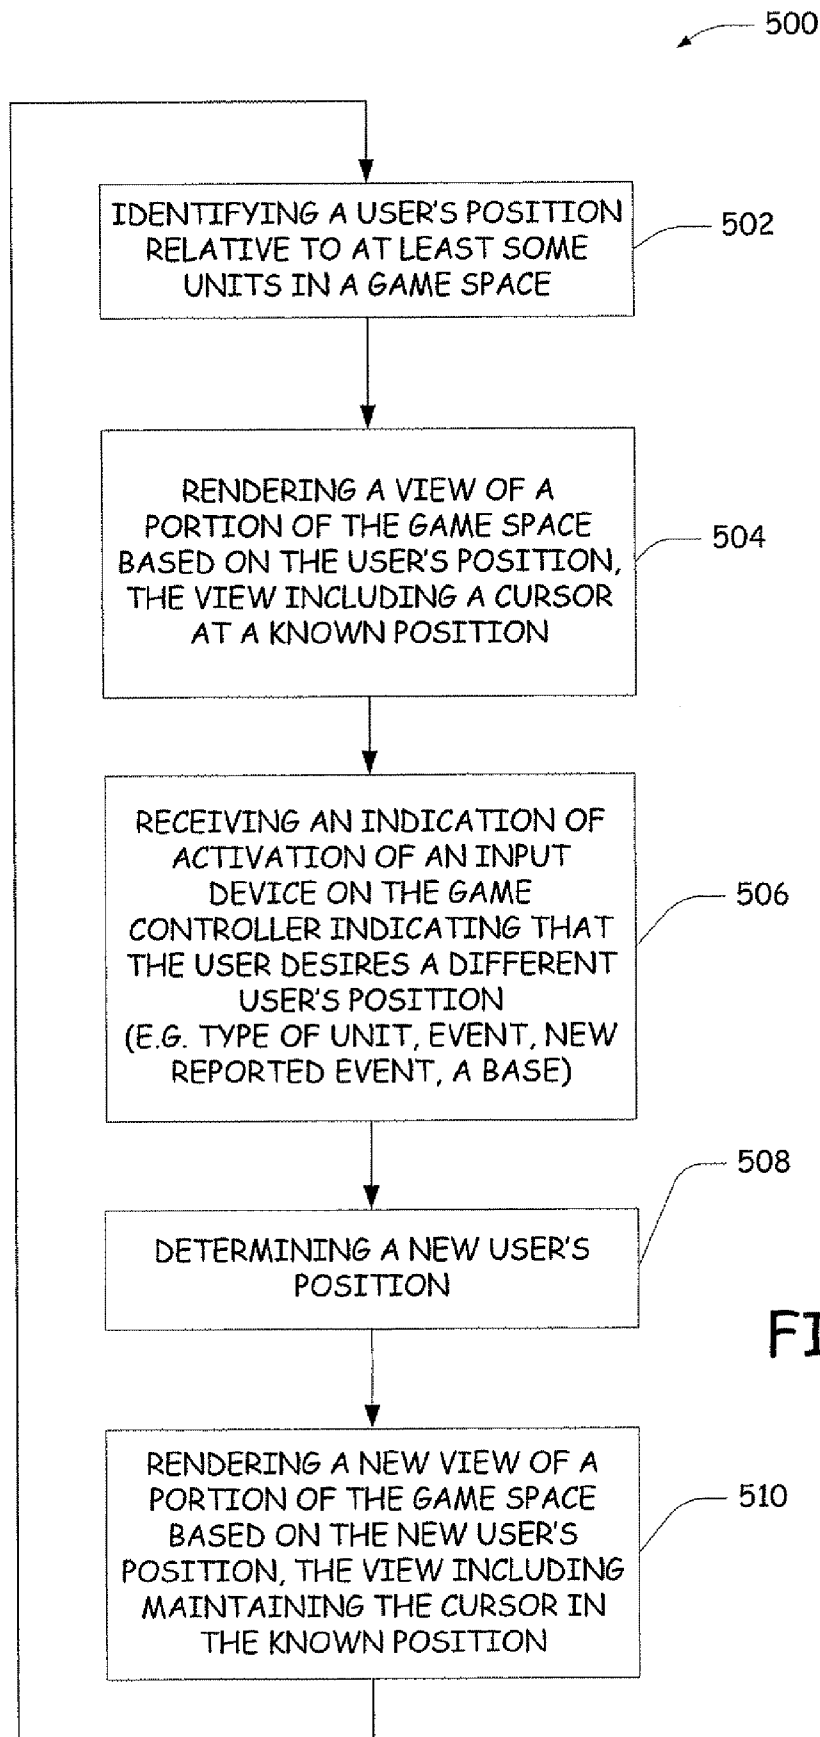 500
IDENTIFYING A USER'S POSITION
RELATIVE TO AT LEAST SOME
UNITS IN A GAME SPACE
502
RENDERING A VIEW OF A
PORTION OF THE GAME SPACE
BASED ON THE USER'S POSITION,
THE VIEW INCLUDING A CURSOR
AT A KNOWN POSITION
504
RECEIVING AN INDICATION OF
ACTIVATION OF AN INPUT
DEVICE ON THE GAME
CONTROLLER INDICATING THAT
THE USER DESIRES A DIFFERENT
USER'S POSITION
(E.G. TYPE OF UNIT, EVENT, NEW
REPORTED EVENT, A BASE)
506
DETERMINING A NEW USER'S
POSITION
508
RENDERING A NEW VIEW OF A
PORTION OF THE GAME SPACE
BASED ON THE NEW USER'S
POSITION, THE VIEW INCLUDING
MAINTAINING THE CURSOR IN
THE KNOWN POSITION
510